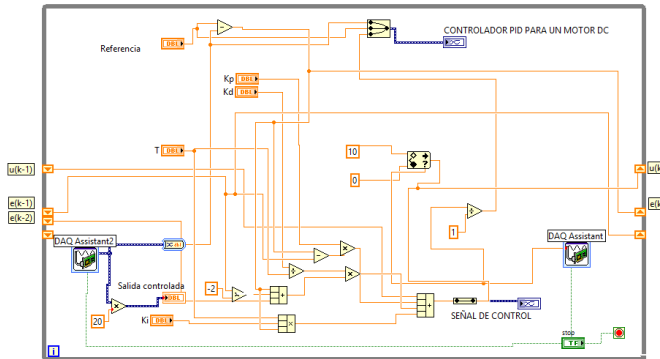 Referencia
DBL
CONTROLADOR PID PARA UN MOTOR DC
Kp
DBL
Kd
DBL
T
DBL
10
0
u(k-1)
e(k-1)
e(k-2)
1
DAQ Assistant2
DAQ Assistant
Salida controlada
DBL
-2
20
Ki
DBL
SEÑAL DE CONTROL
stop
TF
i